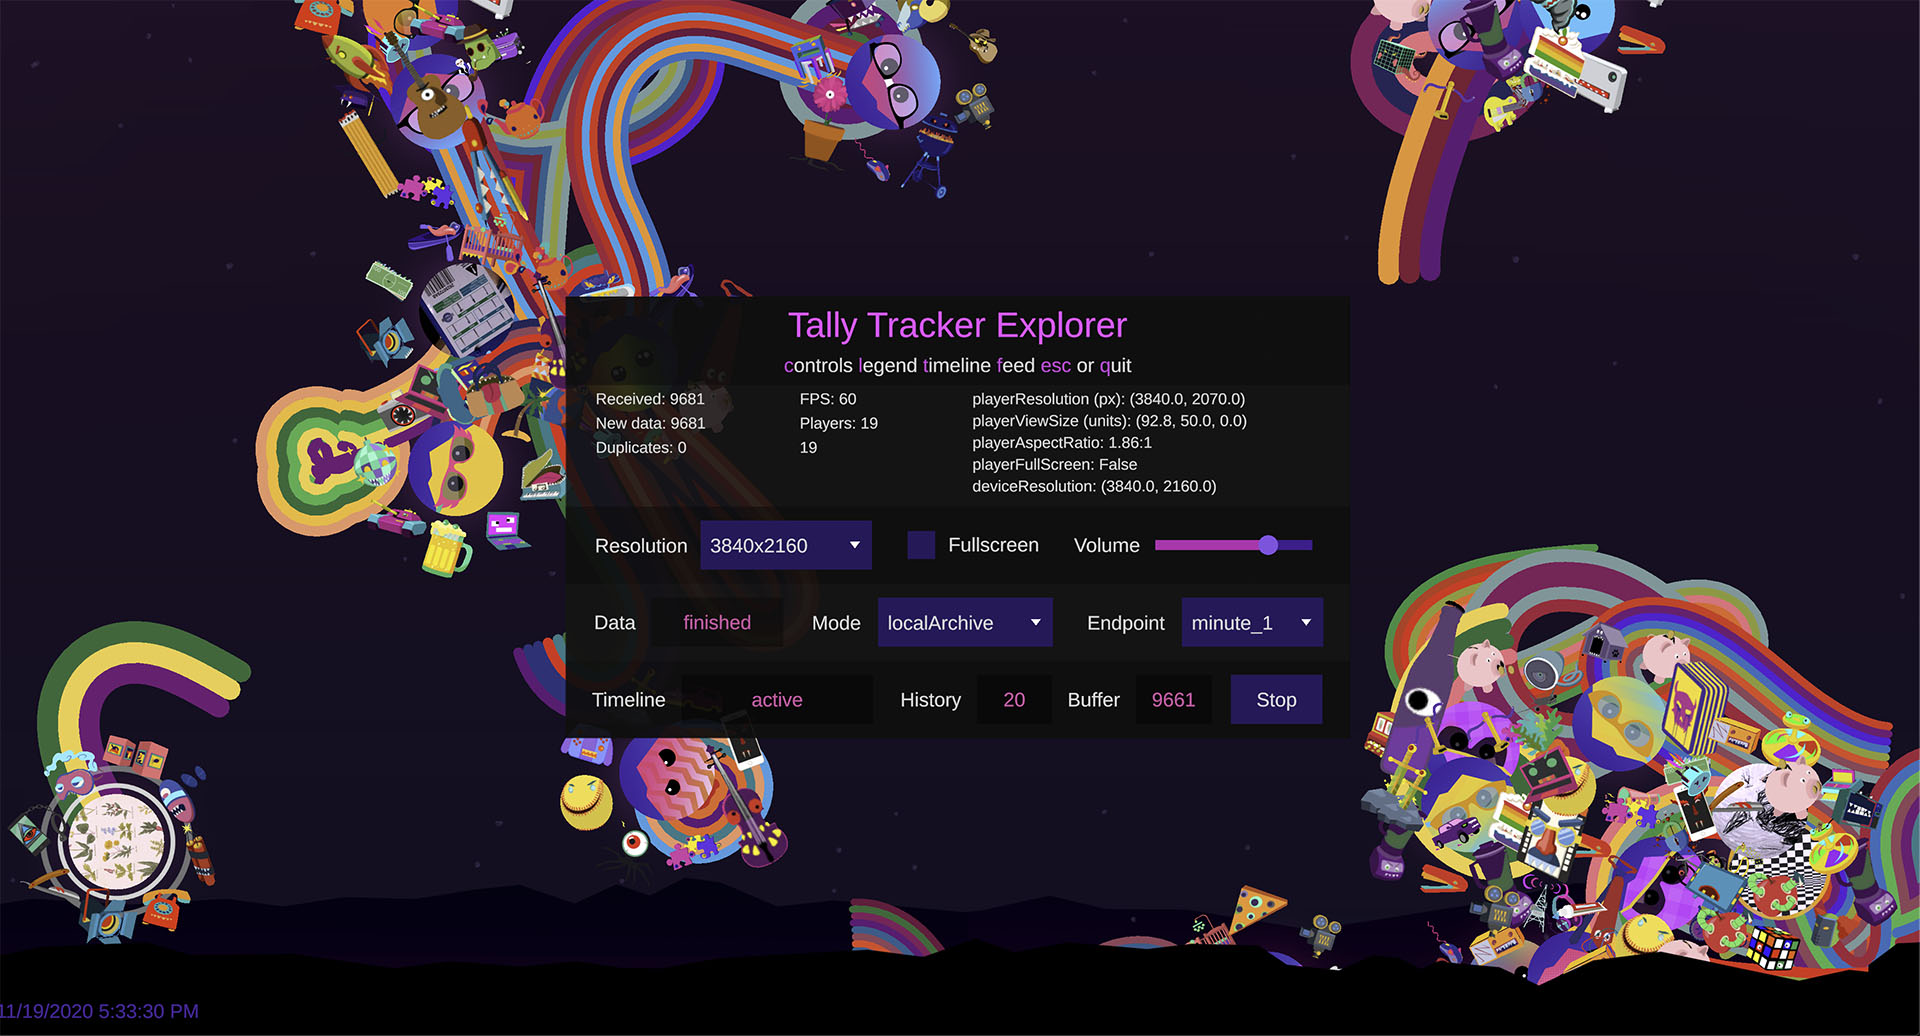 Tally Tracker Explorer
controls legend timeline feed esc or quit
Received: 9681
New data: 9681
Duplicates: 0
FPS: 60
Players: 19
19
playerResolution (px): (3840.0, 2070.0)
playerViewSize (units): (92.8, 50.0, 0.0)
playerAspectRatio: 1.86:1
playerFullScreen: False
deviceResolution: (3840.0, 2160.0)
Resolution 3840x2160 Fullscreen Volume
Data finished Mode localArchive Endpoint minute_1
Timeline active History 20 Buffer 9661 Stop
11/19/2020 5:33:30 PM